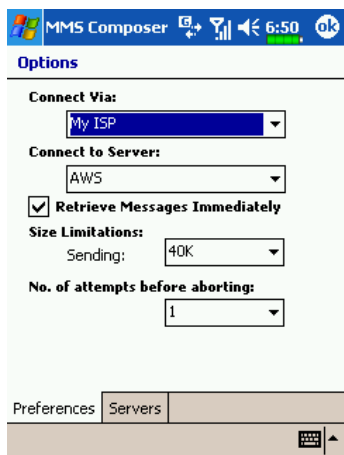 MMS Composer 6:50 ok
Options
Connect Via:
My ISP
Connect to Server:
AWS
Retrieve Messages Immediately
Size Limitations:
Sending: 40K
No. of attempts before aborting:
1
Preferences Servers